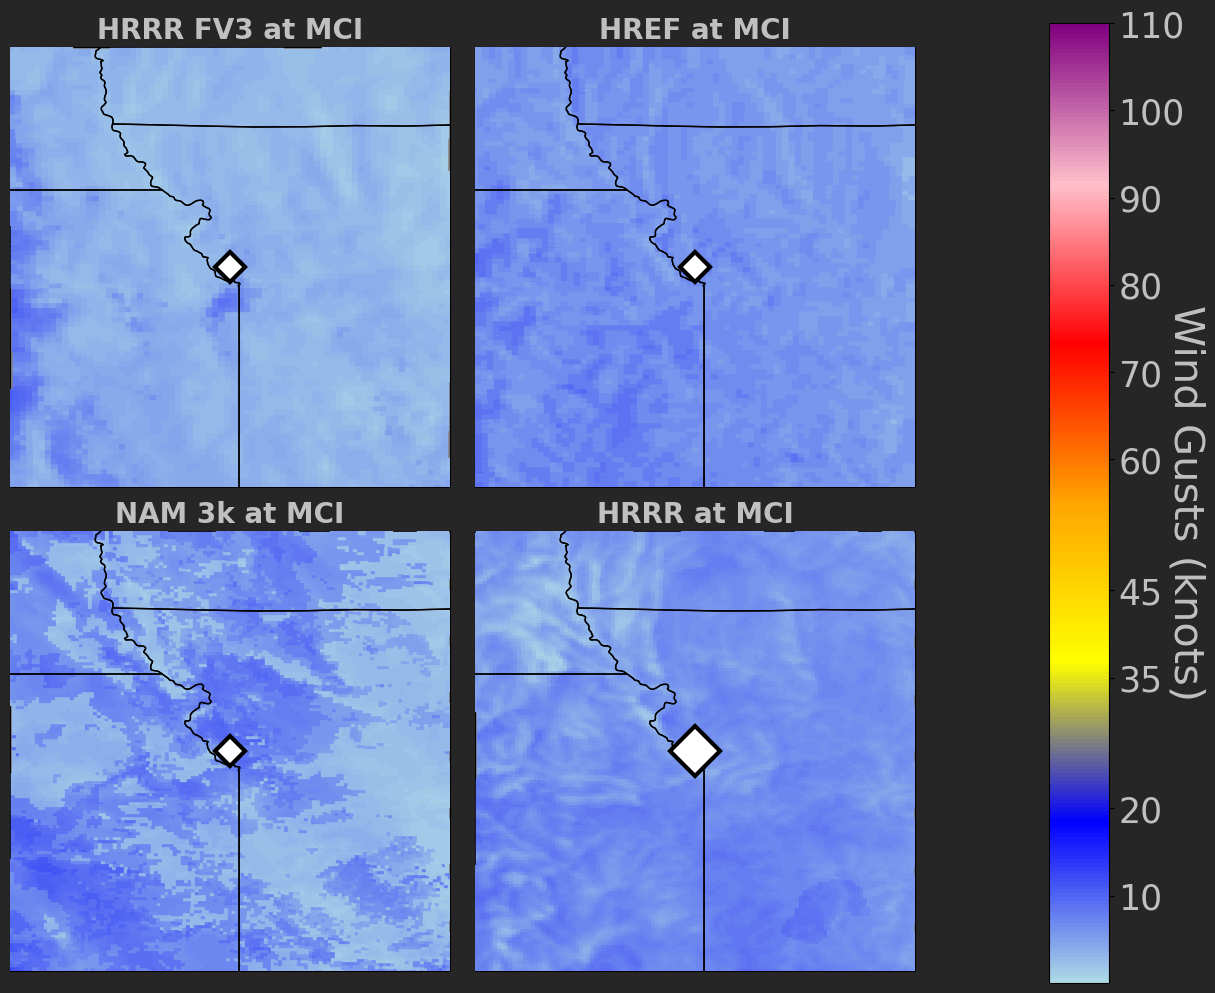 HRRR FV3 at MCI
HREF at MCI
NAM 3k at MCI
HRRR at MCI
110
100
90
80
70
60
45
35
20
10
Wind Gusts (knots)